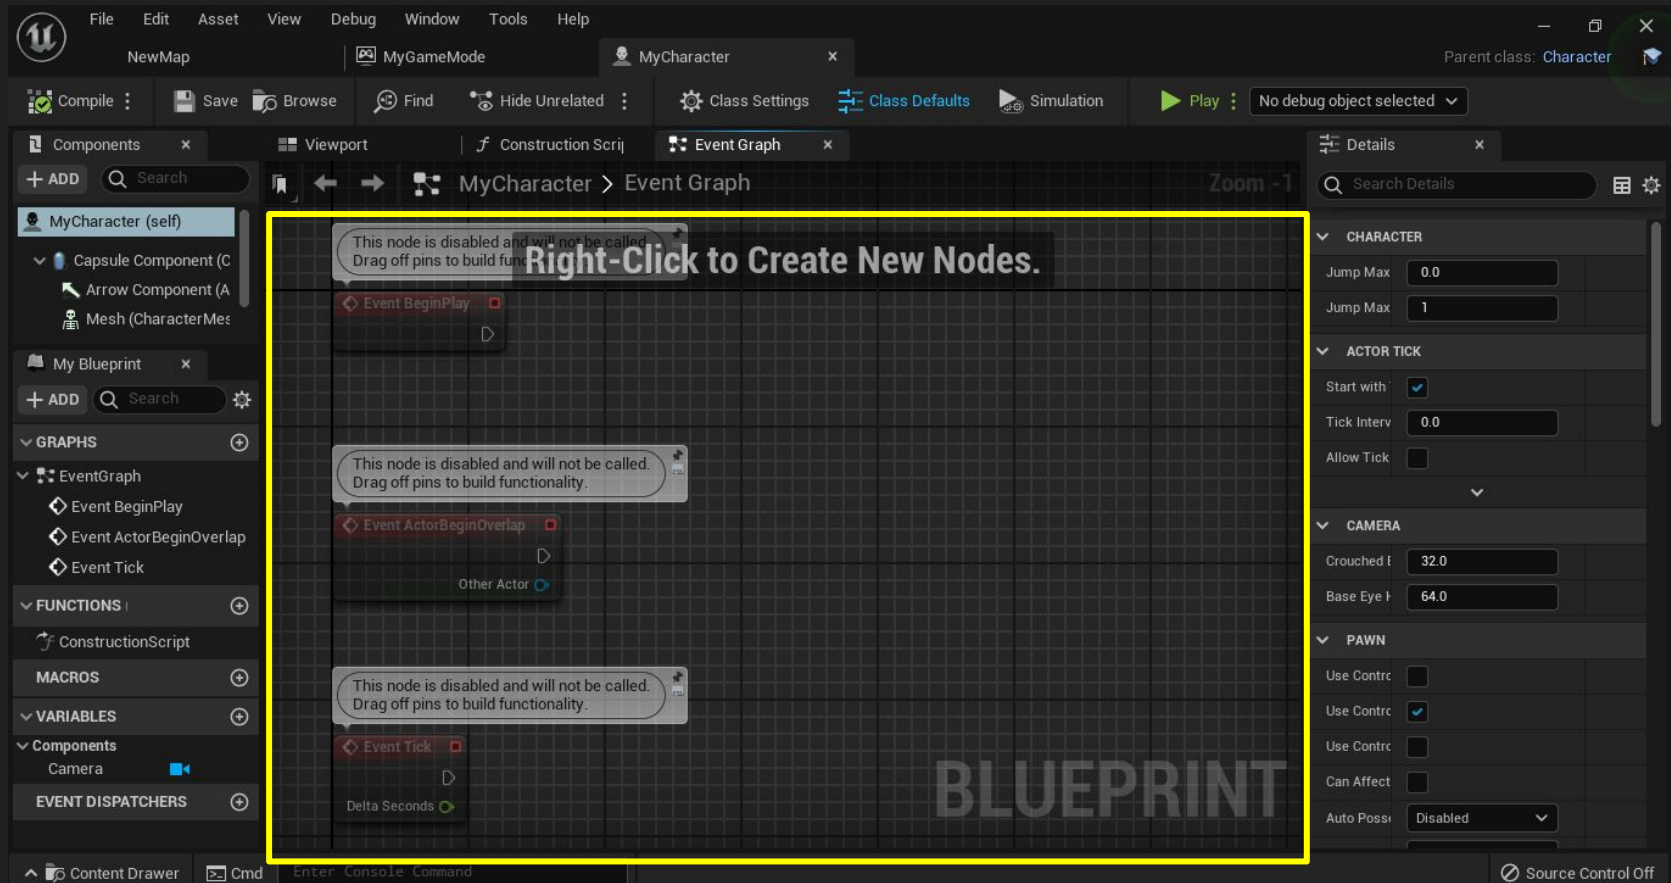 File Edit Asset View Debug Window Tools Help
NewMap MyGameMode MyCharacter Parent class: Character
Compile Save Browse Find Hide Unrelated Class Settings Class Defaults Simulation Play No debug object selected
Components Viewport Construction Scrip Event Graph Details
+ ADD Search MyCharacter > Event Graph Zoom -1 Search Details
MyCharacter (self)
Capsule Component (C
Arrow Component (A
Mesh (CharacterMes
My Blueprint
+ ADD Search
GRAPHS
EventGraph
Event BeginPlay
Event ActorBeginOverlap
Event Tick
FUNCTIONS
ConstructionScript
MACROS
VARIABLES
Components
Camera
EVENT DISPATCHERS
Right-Click to Create New Nodes.
This node is disabled and will not be called
Drag off pins to build func
Event BeginPlay
This node is disabled and will not be called.
Drag off pins to build functionality.
Event ActorBeginOverlap
Other Actor
This node is disabled and will not be called.
Drag off pins to build functionality.
Event Tick
Delta Seconds
BLUEPRINT
CHARACTER
Jump Max 0.0
Jump Max 1
ACTOR TICK
Start with
Tick Interv 0.0
Allow Tick
CAMERA
Crouched E 32.0
Base Eye H 64.0
PAWN
Use Contro
Use Contro
Use Contro
Can Affect
Auto Posse Disabled
Content Drawer Cmd Enter Console Command Source Control Off